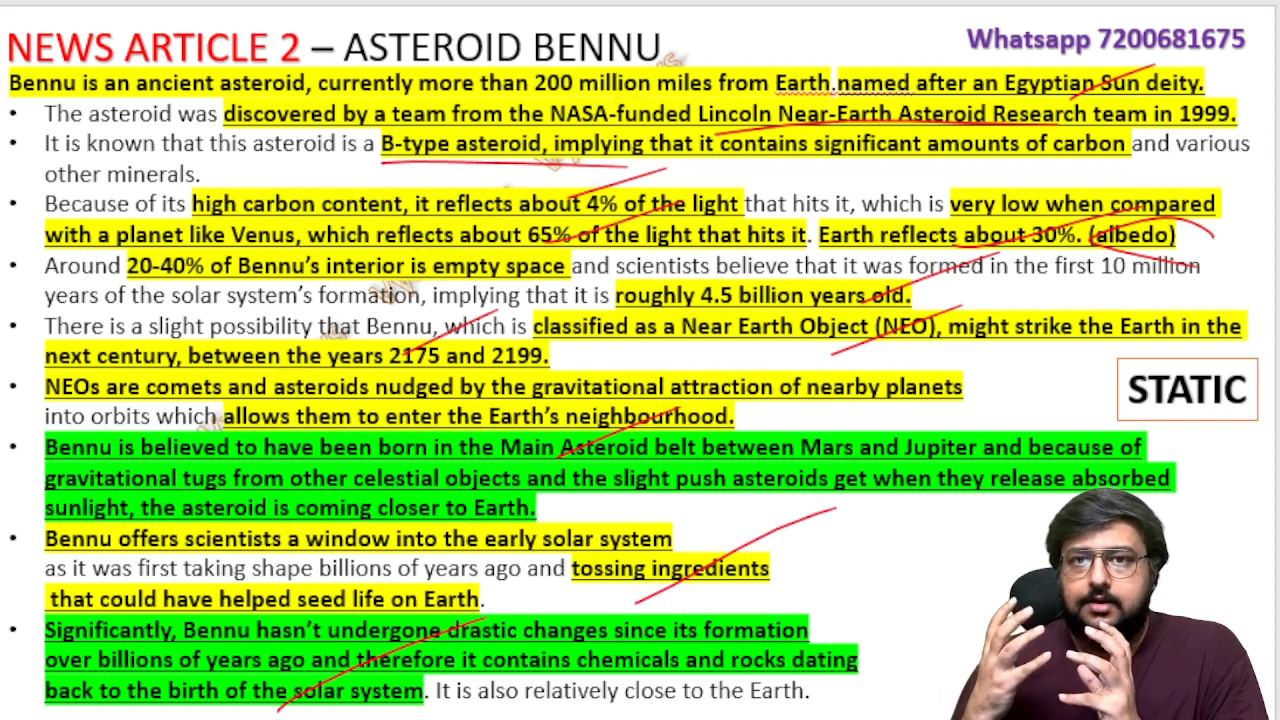 NEWS ARTICLE 2 – ASTEROID BENNU
Whatsapp 7200681675
Bennu is an ancient asteroid, currently more than 200 million miles from Earth.named after an Egyptian Sun deity.
• The asteroid was discovered by a team from the NASA-funded Lincoln Near-Earth Asteroid Research team in 1999.
• It is known that this asteroid is a B-type asteroid, implying that it contains significant amounts of carbon and various
other minerals.
• Because of its high carbon content, it reflects about 4% of the light that hits it, which is very low when compared
with a planet like Venus, which reflects about 65% of the light that hits it. Earth reflects about 30%. (albedo)
• Around 20-40% of Bennu's interior is empty space and scientists believe that it was formed in the first 10 million
years of the solar system's formation, implying that it is roughly 4.5 billion years old.
• There is a slight possibility that Bennu, which is classified as a Near Earth Object (NEO), might strike the Earth in the
next century, between the years 2175 and 2199.
• NEOs are comets and asteroids nudged by the gravitational attraction of nearby planets
into orbits which allows them to enter the Earth's neighbourhood.
STATIC
• Bennu is believed to have been born in the Main Asteroid belt between Mars and Jupiter and because of
gravitational tugs from other celestial objects and the slight push asteroids get when they release absorbed
sunlight, the asteroid is coming closer to Earth.
• Bennu offers scientists a window into the early solar system
as it was first taking shape billions of years ago and tossing ingredients
that could have helped seed life on Earth.
• Significantly, Bennu hasn't undergone drastic changes since its formation
over billions of years ago and therefore it contains chemicals and rocks dating
back to the birth of the solar system. It is also relatively close to the Earth.